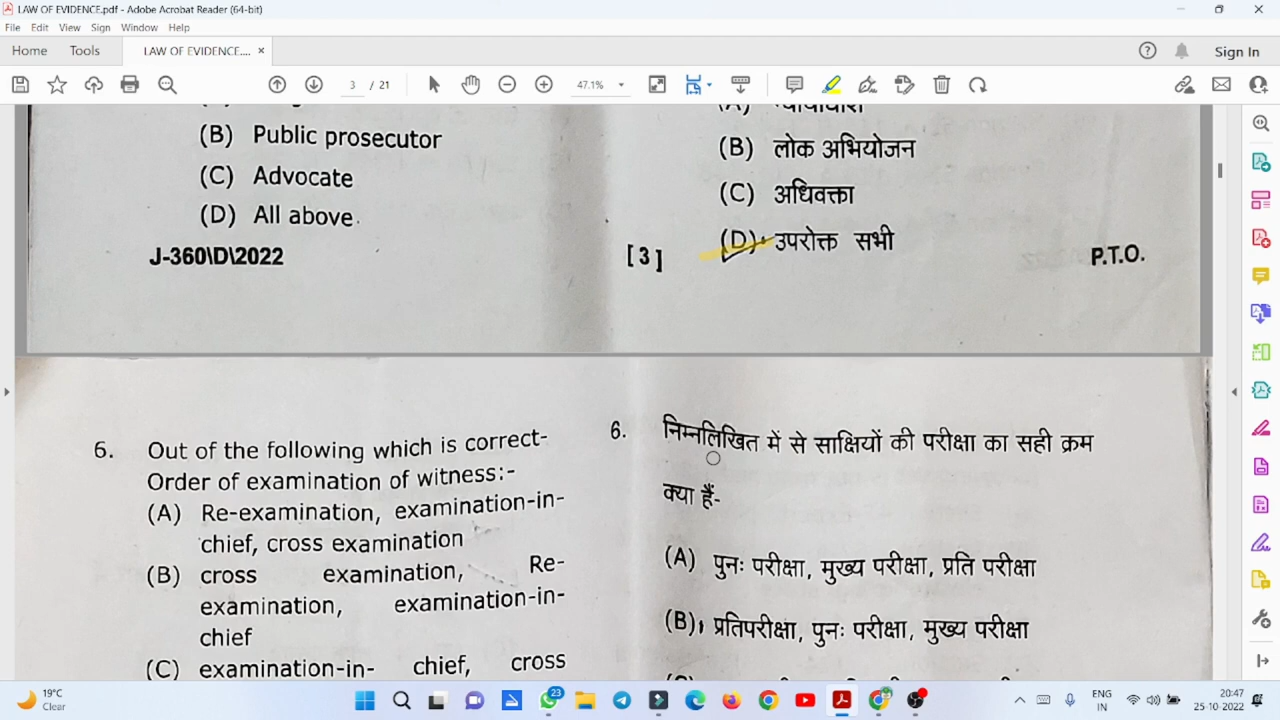 LAW OF EVIDENCE.pdf - Adobe Acrobat Reader (64-bit)
File Edit View Sign Window Help
Home Tools LAW OF EVIDENCE.... × Sign In
3 / 21 47.1%
(B) Public prosecutor
(C) Advocate
(D) All above.
J-360\D\2022
(A) न्यायाधीश
(B) लोक अभियोजन
(C) अधिवक्ता
(D) उपरोक्त सभी
[3]
P.T.O.
6. Out of the following which is correct-
Order of examination of witness:-
(A) Re-examination, examination-in-
chief, cross examination
(B) cross examination, Re-
examination, examination-in-
chief
(C) examination-in- chief, cross
6. निम्नलिखित में से साक्षियों की परीक्षा का सही क्रम
क्या हैं-
(A) पुनः परीक्षा, मुख्य परीक्षा, प्रति परीक्षा
(B) प्रतिपरीक्षा, पुनः परीक्षा, मुख्य परीक्षा
19°C
Clear
23
ENG
IN
20:47
25-10-2022